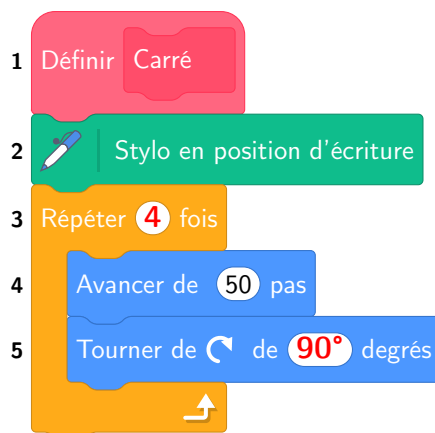 1 Définir Carré
2 Stylo en position d'écriture
3 Répéter 4 fois
4 Avancer de 50 pas
5 Tourner de de 90° degrés